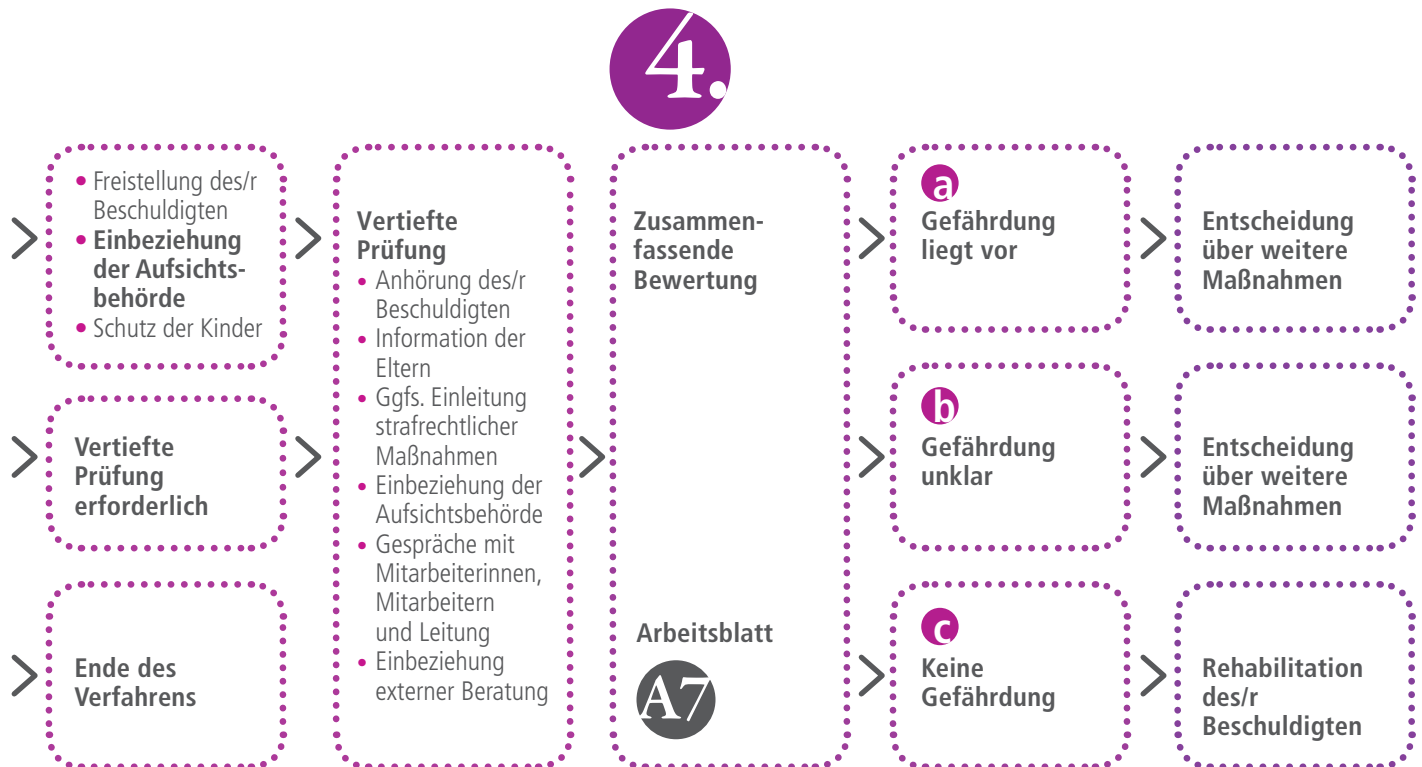 4.
• Freistellung des/r
Beschuldigten
• Einbeziehung
der Aufsichts-
behörde
• Schutz der Kinder
Vertiefte
Prüfung
erforderlich
Ende des
Verfahrens
Vertiefte
Prüfung
• Anhörung des/r
Beschuldigten
• Information der
Eltern
• Ggfs. Einleitung
strafrechtlicher
Maßnahmen
• Einbeziehung der
Aufsichtsbehörde
• Gespräche mit
Mitarbeiterinnen,
Mitarbeitern
und Leitung
• Einbeziehung
externer Beratung
Zusammen-
fassende
Bewertung
Arbeitsblatt
A7
a
Gefährdung
liegt vor
Entscheidung
über weitere
Maßnahmen
b
Gefährdung
unklar
Entscheidung
über weitere
Maßnahmen
c
Keine
Gefährdung
Rehabilitation
des/r
Beschuldigten